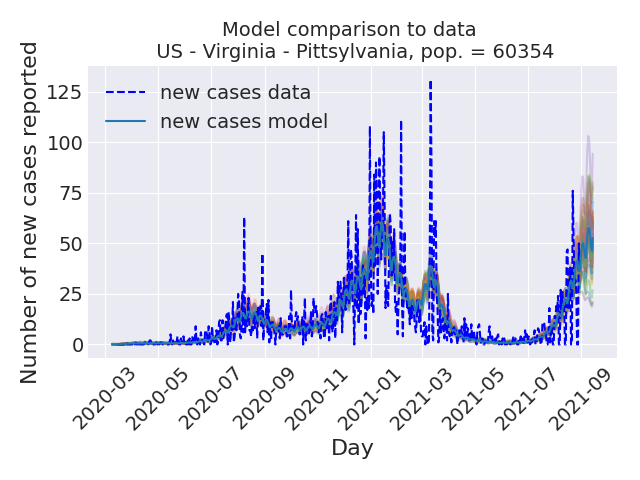 Model comparison to data
US - Virginia - Pittsylvania, pop. = 60354
Number of new cases reported
125
100
75
50
25
0
new cases data
new cases model
2020-03
2020-05
2020-07
2020-09
2020-11
2021-01
2021-03
2021-05
2021-07
2021-09
Day